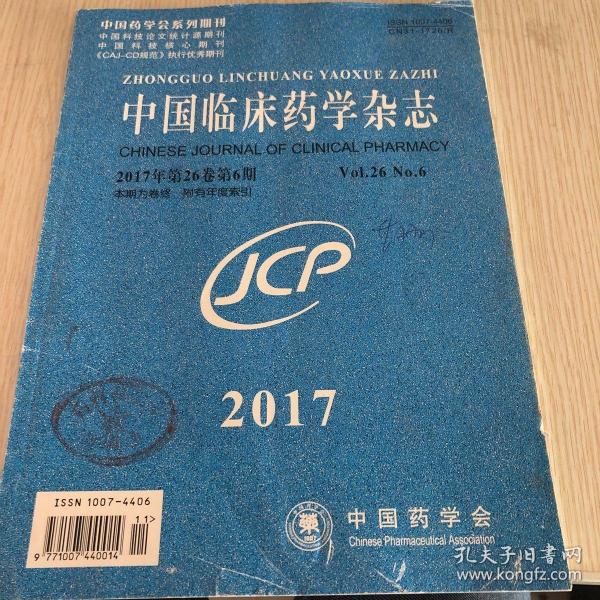 中国药学会系列期刊
中国科技论文统计源期刊
中国科技核心期刊
《CAJ-CD规范》执行优秀期刊
ISSN 1007-4406
CN31-1726/R
ZHONGGUO LINCHUANG YAOXUE ZAZHI
中国临床药学杂志
CHINESE JOURNAL OF CLINICAL PHARMACY
2017年第26卷第6期
Vol.26 No.6
本期为卷终 附有年度索引
JCP
2017
ISSN 1007-4406
11>
9 771007 440014
藥
1907
中国药学会
Chinese Pharmaceutical Association
孔夫子旧书网
www.kongfz.com